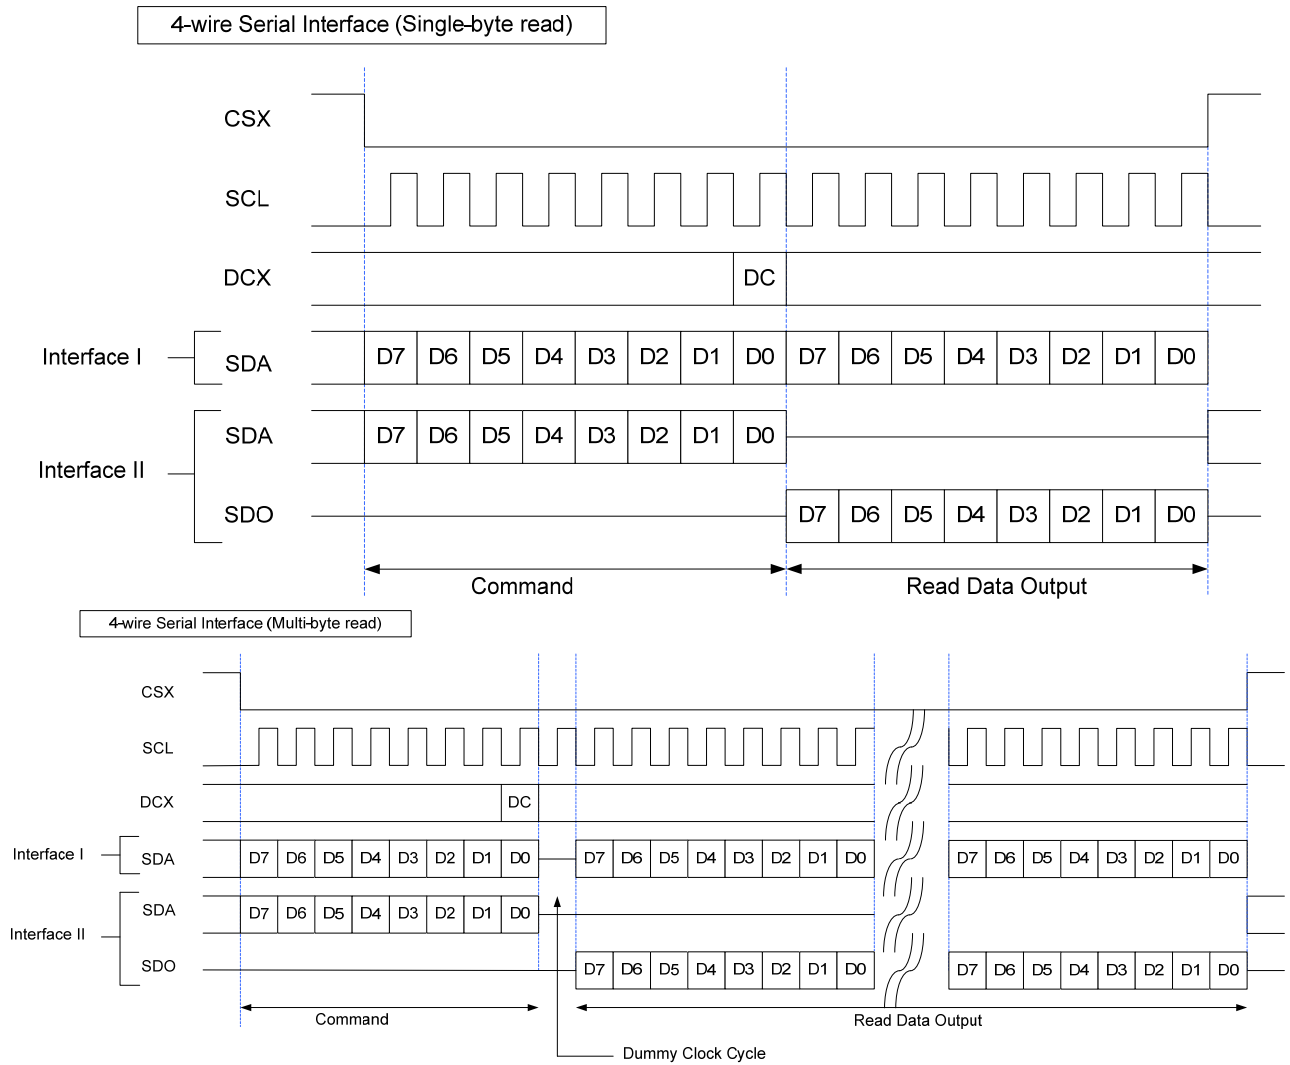 4-wire Serial Interface (Single-byte read)
CSX
SCL
DCX DC
Interface I SDA D7 D6 D5 D4 D3 D2 D1 D0 D7 D6 D5 D4 D3 D2 D1 D0
SDA D7 D6 D5 D4 D3 D2 D1 D0
Interface II
SDO D7 D6 D5 D4 D3 D2 D1 D0
Command Read Data Output
4-wire Serial Interface (Multi-byte read)
CSX
SCL
DCX DC
Interface I SDA D7 D6 D5 D4 D3 D2 D1 D0 D7 D6 D5 D4 D3 D2 D1 D0 D7 D6 D5 D4 D3 D2 D1 D0
SDA D7 D6 D5 D4 D3 D2 D1 D0
Interface II
SDO D7 D6 D5 D4 D3 D2 D1 D0 D7 D6 D5 D4 D3 D2 D1 D0
Command Read Data Output
Dummy Clock Cycle